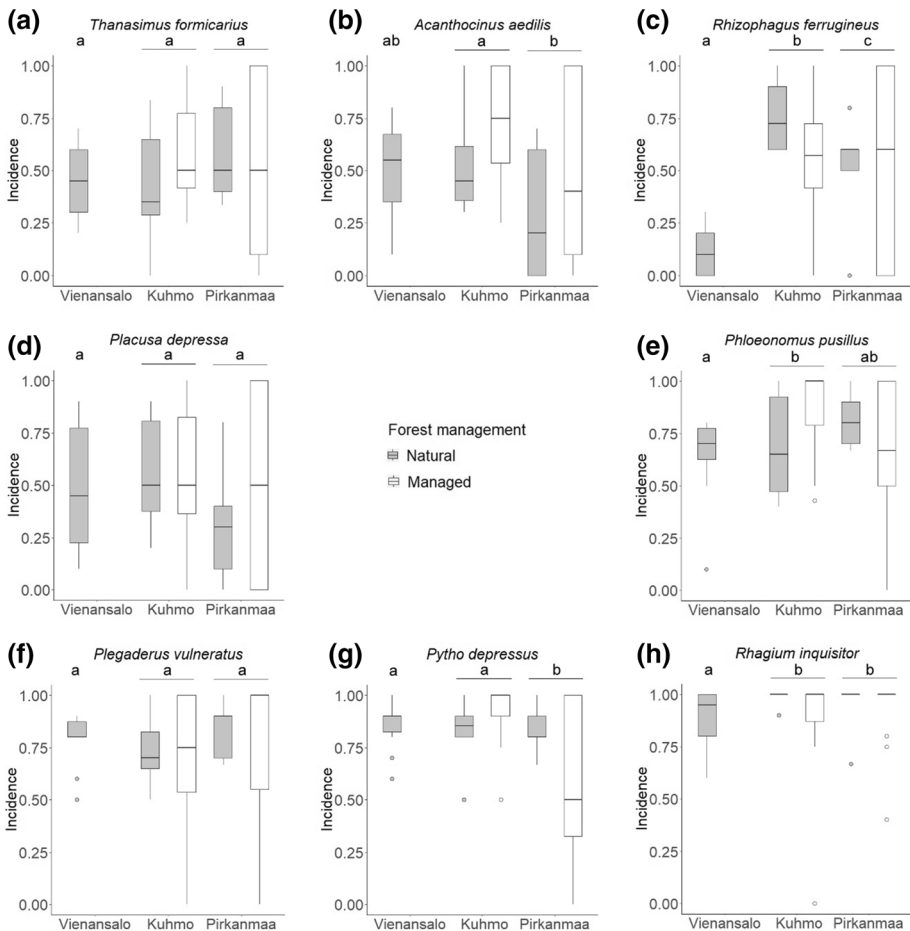 (a) Thanasimus formicarius
a a a
1.00
0.75
0.50
0.25
0.00
Incidence
Vienansalo Kuhmo Pirkanmaa
(b) Acanthocinus aedilis
ab a b
1.00
0.75
0.50
0.25
0.00
Incidence
Vienansalo Kuhmo Pirkanmaa
(c) Rhizophagus ferrugineus
a b c
1.00
0.75
0.50
0.25
0.00
Incidence
Vienansalo Kuhmo Pirkanmaa
(d) Placusa depressa
a a a
1.00
0.75
0.50
0.25
0.00
Incidence
Vienansalo Kuhmo Pirkanmaa
Forest management
Natural
Managed
(e) Phloeonomus pusillus
a b ab
1.00
0.75
0.50
0.25
0.00
Incidence
Vienansalo Kuhmo Pirkanmaa
(f) Plegaderus vulneratus
a a a
1.00
0.75
0.50
0.25
0.00
Incidence
Vienansalo Kuhmo Pirkanmaa
(g) Pytho depressus
a a b
1.00
0.75
0.50
0.25
0.00
Incidence
Vienansalo Kuhmo Pirkanmaa
(h) Rhagium inquisitor
a b b
1.00
0.75
0.50
0.25
0.00
Incidence
Vienansalo Kuhmo Pirkanmaa